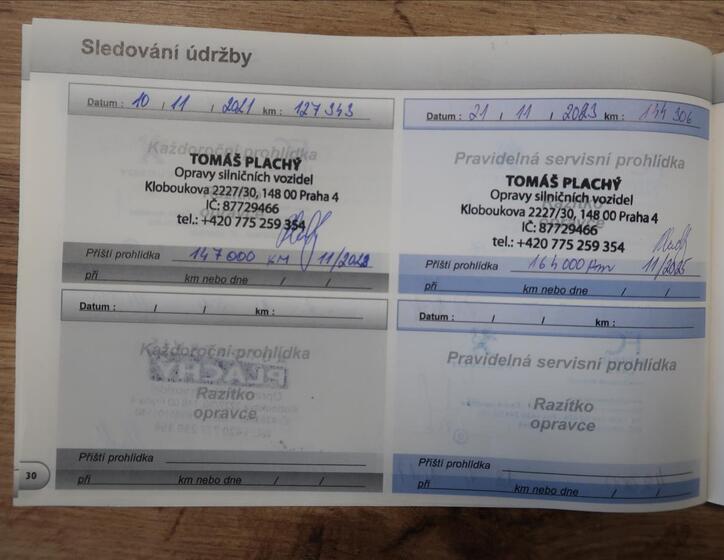 Sledování údržby
Datum : 10 , 11 , 2021 km : 127 343
Každoroční prohlídka
TOMÁŠ PLACHÝ
Opravy silničních vozidel
Kloboukova 2227/30, 148 00 Praha 4
IČ: 87729466
tel.: +420 775 259 354
Příští prohlídka 147 000 KM 11/2022
při km nebo dne / /
Datum : 21 , 11 , 2023 km : 144 306
Pravidelná servisní prohlídka
Razítko
opravce
TOMÁŠ PLACHÝ
Opravy silničních vozidel
Kloboukova 2227/30, 148 00 Praha 4
IČ: 87729466
tel.: +420 775 259 354
Příští prohlídka 164 000 km 11/2025
při km nebo dne / /
Datum : / / km :
Každoroční prohlídka
Razítko
opravce
Příští prohlídka
při km nebo dne / /
Datum : / / km :
Pravidelná servisní prohlídka
Razítko
opravce
Příští prohlídka
při km nebo dne / /
30